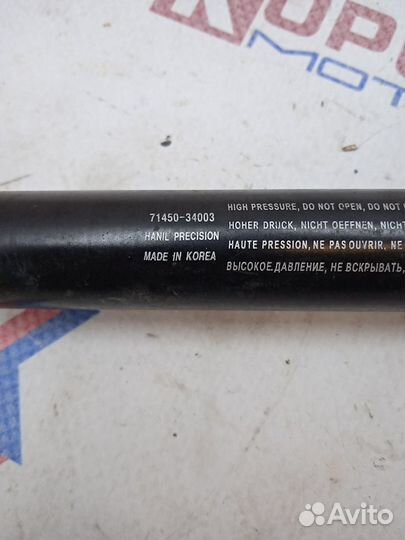 МОТ
71450-34003
HANIL PRECISION
MADE IN KOREA
HIGH PRESSURE, DO NOT OPEN, DO NOT
HOHER DRUCK, NICHT OEFFNEN, NICHT
HAUTE PRESSION, NE PAS OUVRIR, NE
ВЫСОКОЕ ДАВЛЕНИЕ, НЕ ВСКРЫВАТЬ,
Avito